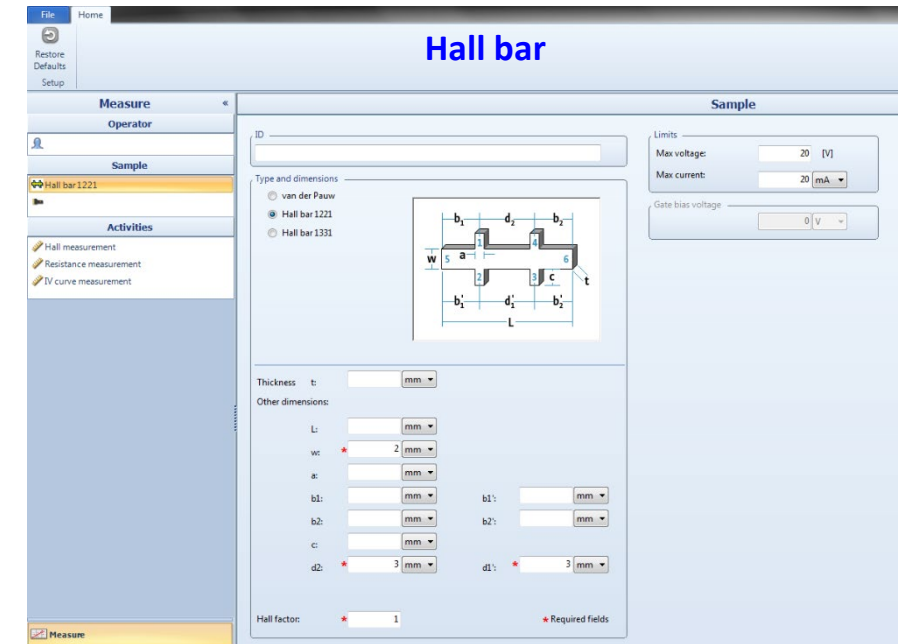 File Home
Restore
Defaults
Setup
Hall bar
Measure «
Operator
Sample
Hall bar 1221
Activities
Hall measurement
Resistance measurement
IV curve measurement
Measure
Sample
ID
Type and dimensions
van der Pauw
Hall bar 1221
Hall bar 1331
b1 d2 b2
1 4
w 5 a 6
2 3 c t
b'1 d'1 b'2
L
Thickness t: mm
Other dimensions:
L: mm
w: * 2 mm
a: mm
b1: mm b1': mm
b2: mm b2': mm
c: mm
d2: * 3 mm d1': * 3 mm
Hall factor: * 1 * Required fields
Limits
Max voltage: 20 [V]
Max current: 20 mA
Gate bias voltage
0 V